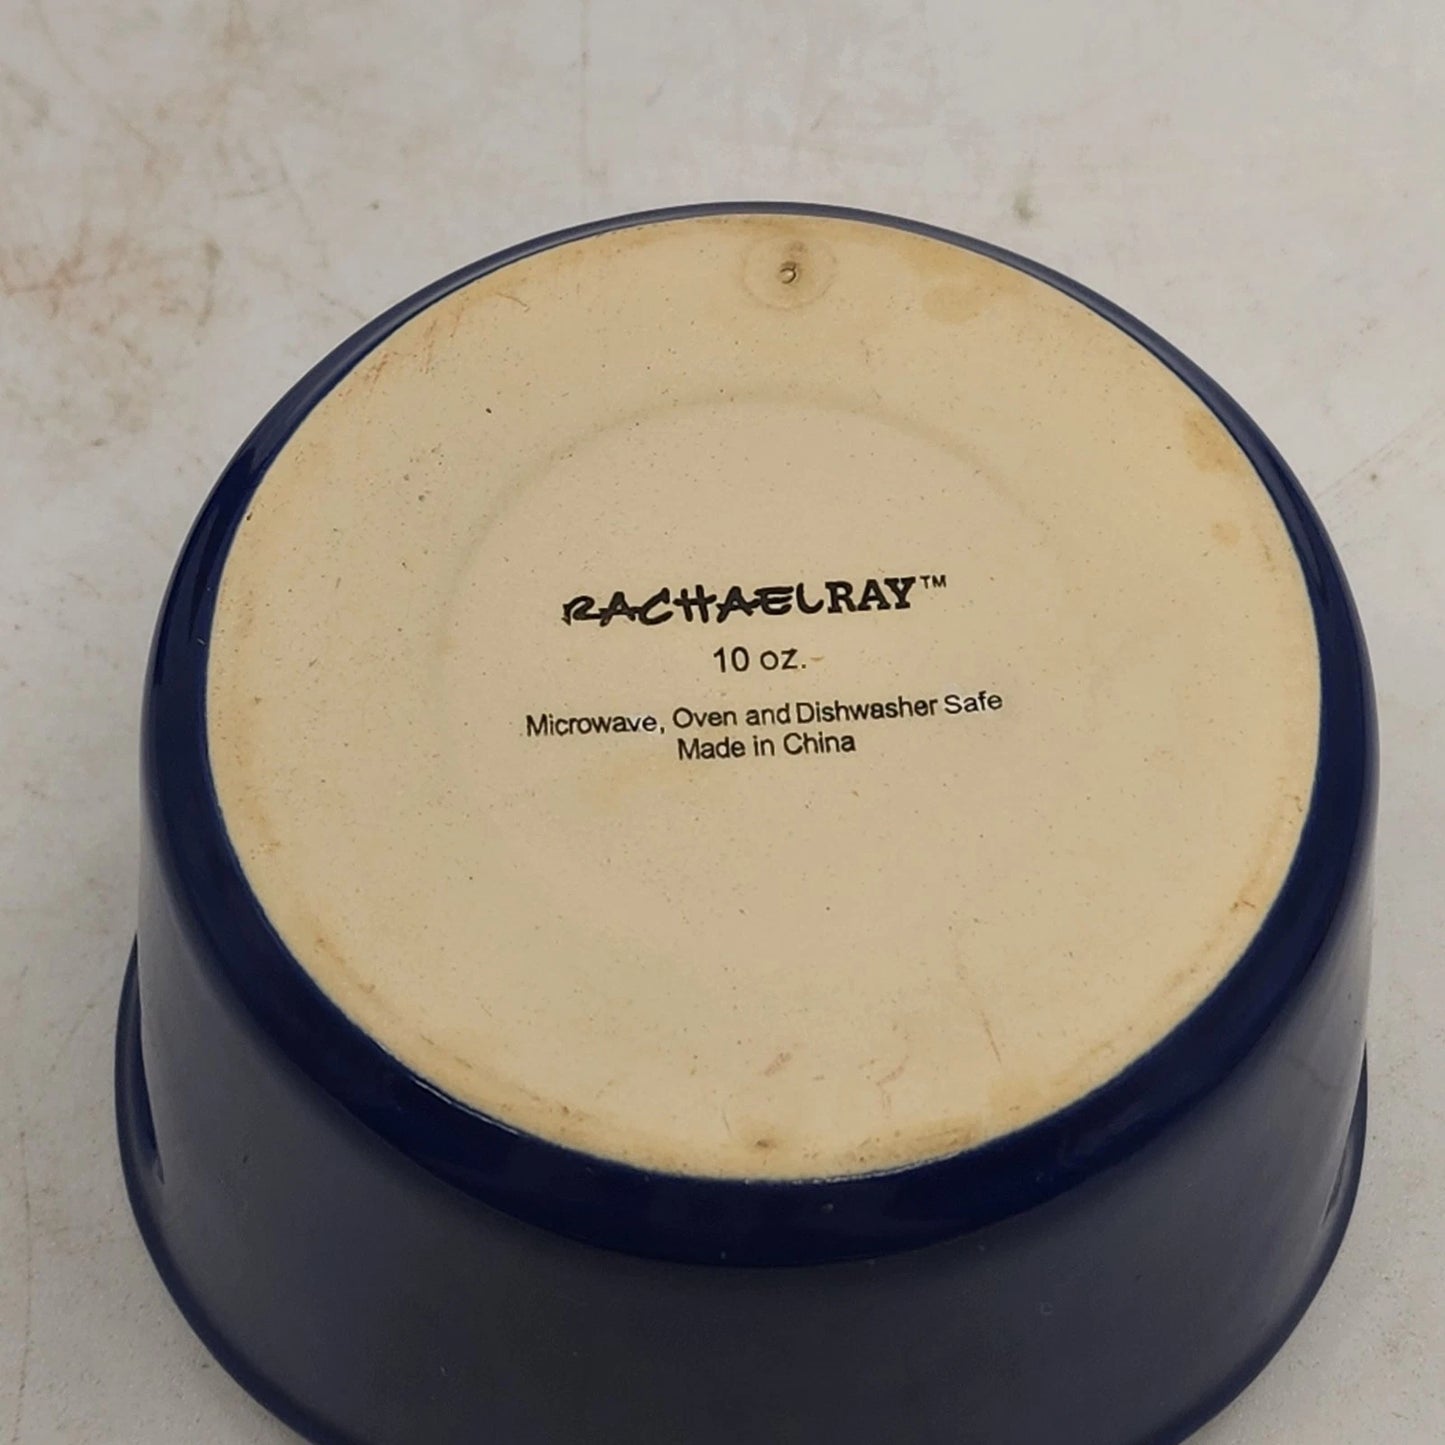 RACHAELRAY™
10 oz.
Microwave, Oven and Dishwasher Safe
Made in China